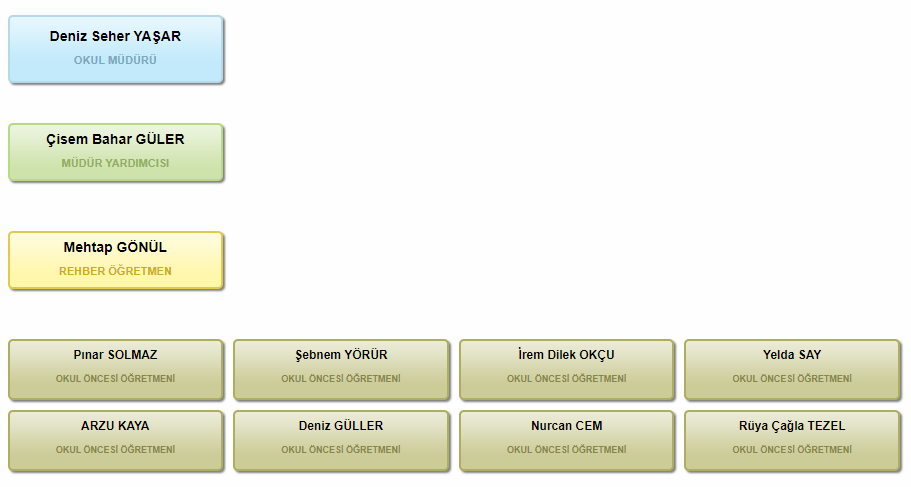 Deniz Seher YAŞAR
OKUL MÜDÜRÜ
Çisem Bahar GÜLER
MÜDÜR YARDIMCISI
Mehtap GÖNÜL
REHBER ÖĞRETMEN
Pınar SOLMAZ
OKUL ÖNCESİ ÖĞRETMENİ
Şebnem YÖRÜR
OKUL ÖNCESİ ÖĞRETMENİ
İrem Dilek OKÇU
OKUL ÖNCESİ ÖĞRETMENİ
Yelda SAY
OKUL ÖNCESİ ÖĞRETMENİ
ARZU KAYA
OKUL ÖNCESİ ÖĞRETMENİ
Deniz GÜLLER
OKUL ÖNCESİ ÖĞRETMENİ
Nurcan CEM
OKUL ÖNCESİ ÖĞRETMENİ
Rüya Çağla TEZEL
OKUL ÖNCESİ ÖĞRETMENİ